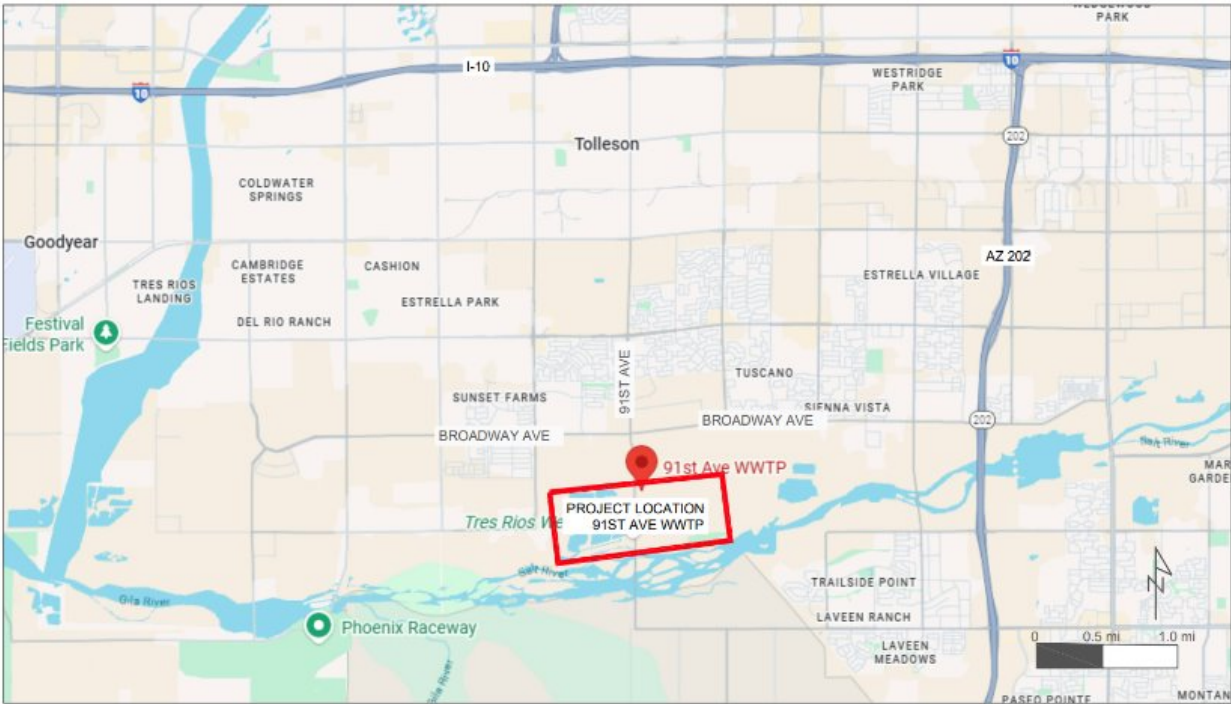 WEDGEWOOD
PARK
I-10
10
10
WESTRIDGE
PARK
202
Tolleson
COLDWATER
SPRINGS
Goodyear
AZ 202
CAMBRIDGE
ESTATES
CASHION
ESTRELLA VILLAGE
TRES RIOS
LANDING
ESTRELLA PARK
DEL RIO RANCH
Festival
Fields Park
91ST AVE
TUSCANO
SUNSET FARMS
SIENNA VISTA
BROADWAY AVE
BROADWAY AVE
202
Salt River
91st Ave WWTP
MAR
GARDE
PROJECT LOCATION
91ST AVE WWTP
Tres Rios We
Salt River
Gila River
TRAILSIDE POINT
LAVEEN RANCH
Phoenix Raceway
LAVEEN
MEADOWS
0 0.5 mi 1.0 mi
Gila River
PASEO POINTE
MONTAN